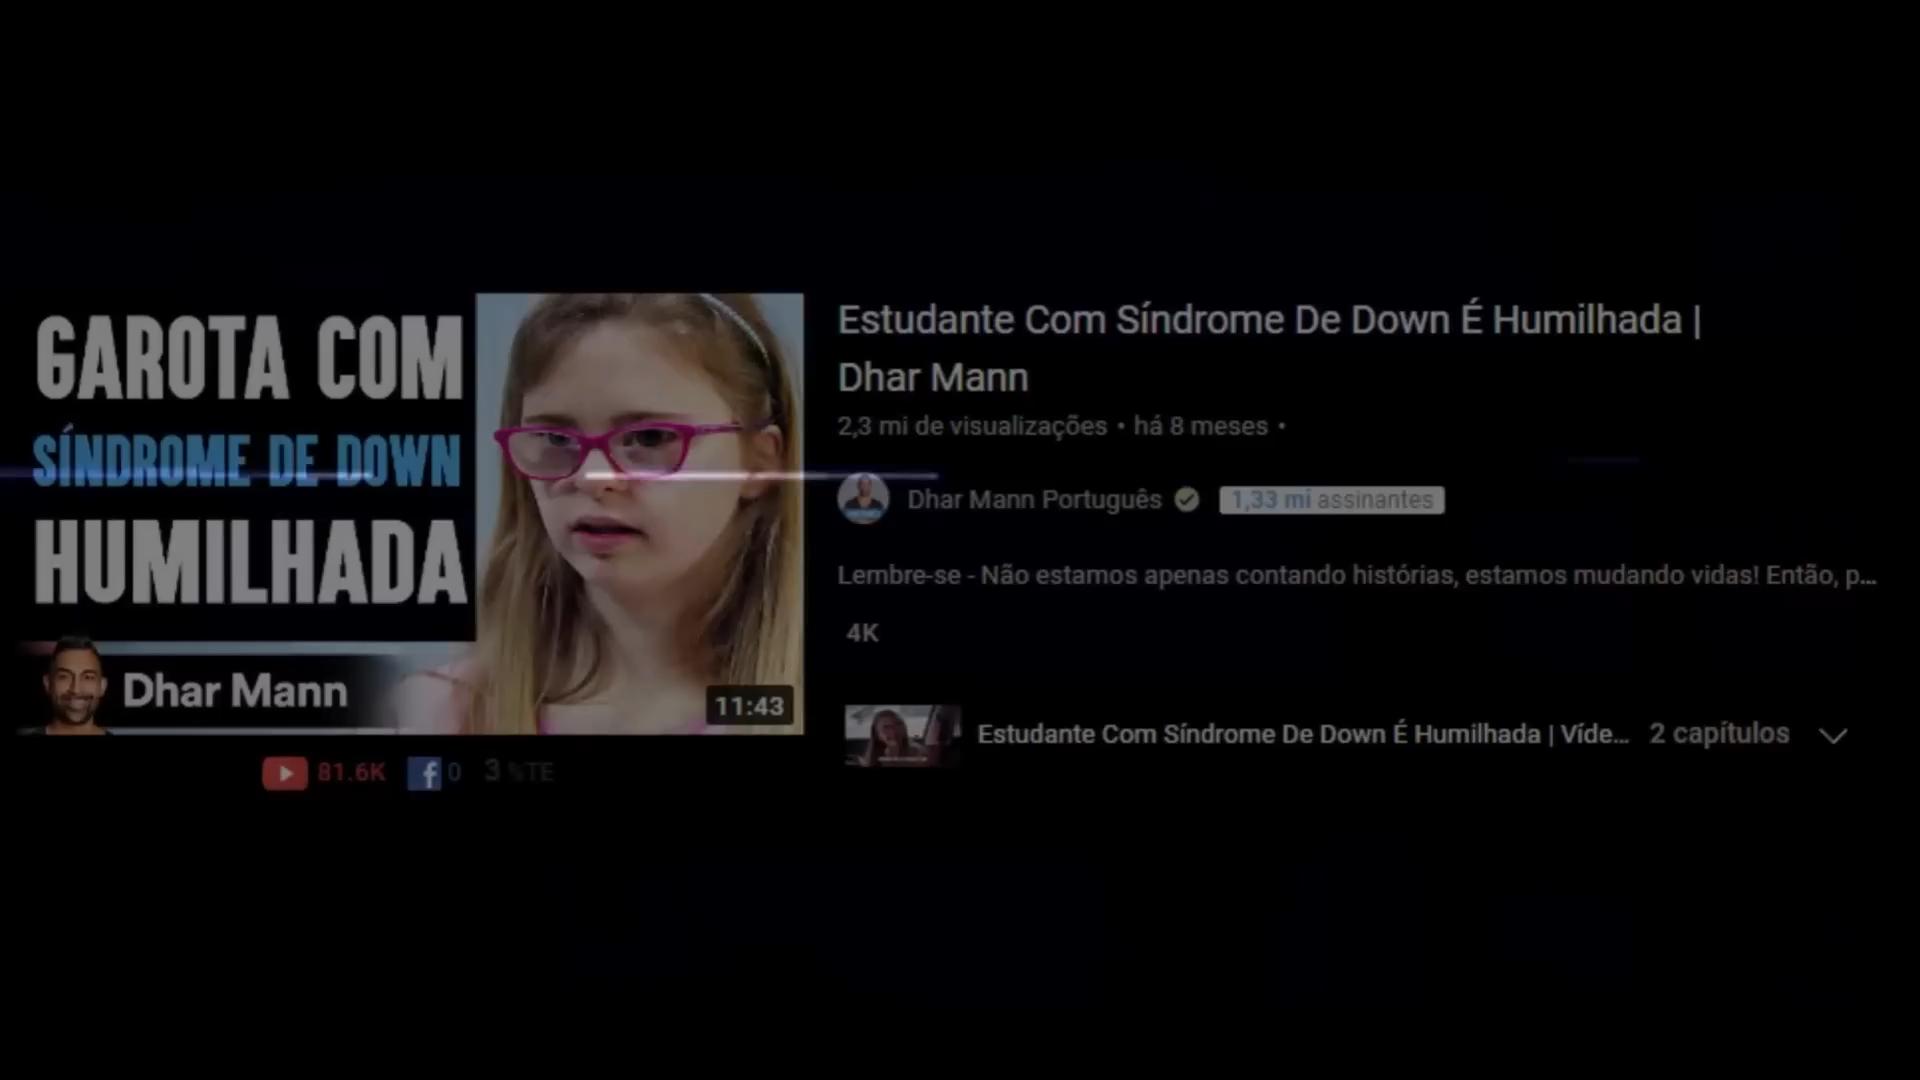 GAROTA COM
SÍNDROME DE DOWN
HUMILHADA
Dhar Mann
11:43
81.6K
0
3 %TE
Estudante Com Síndrome De Down É Humilhada |
Dhar Mann
2,3 mi de visualizações • há 8 meses •
Dhar Mann Português
1,33 mi assinantes
Lembre-se - Não estamos apenas contando histórias, estamos mudando vidas! Então, p...
4K
Estudante Com Síndrome De Down É Humilhada | Víde...
2 capítulos